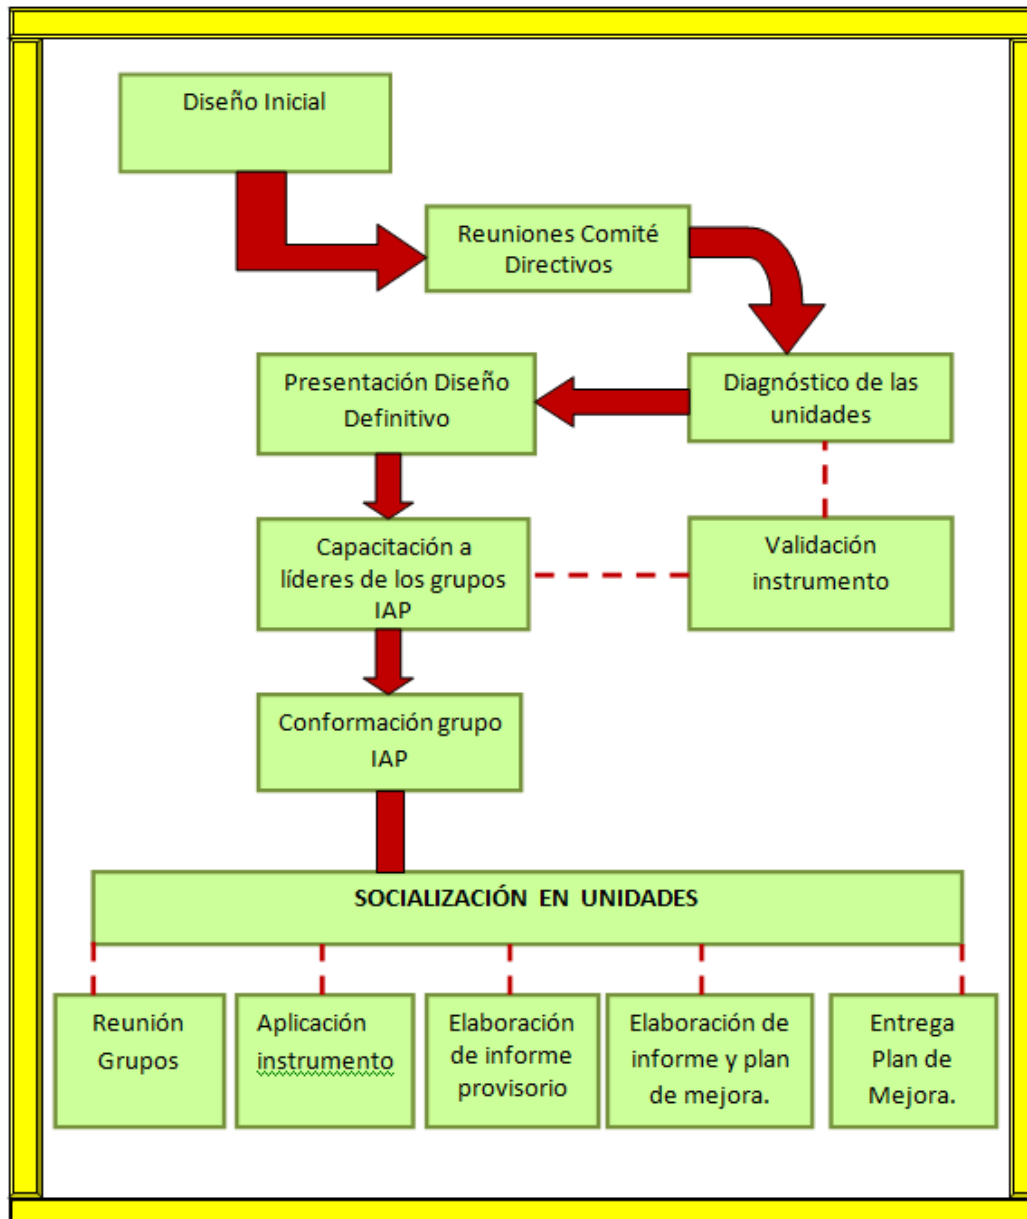 Diseño Inicial
Reuniones Comité
Directivos
Diagnóstico de las
unidades
Presentación Diseño
Definitivo
Capacitación a
líderes de los grupos
IAP
Validación
instrumento
Conformación grupo
IAP
SOCIALIZACIÓN EN UNIDADES
Reunión
Grupos
Aplicación
instrumento
Elaboración
de informe
provisorio
Elaboración de
informe y plan
de mejora.
Entrega
Plan de
Mejora.